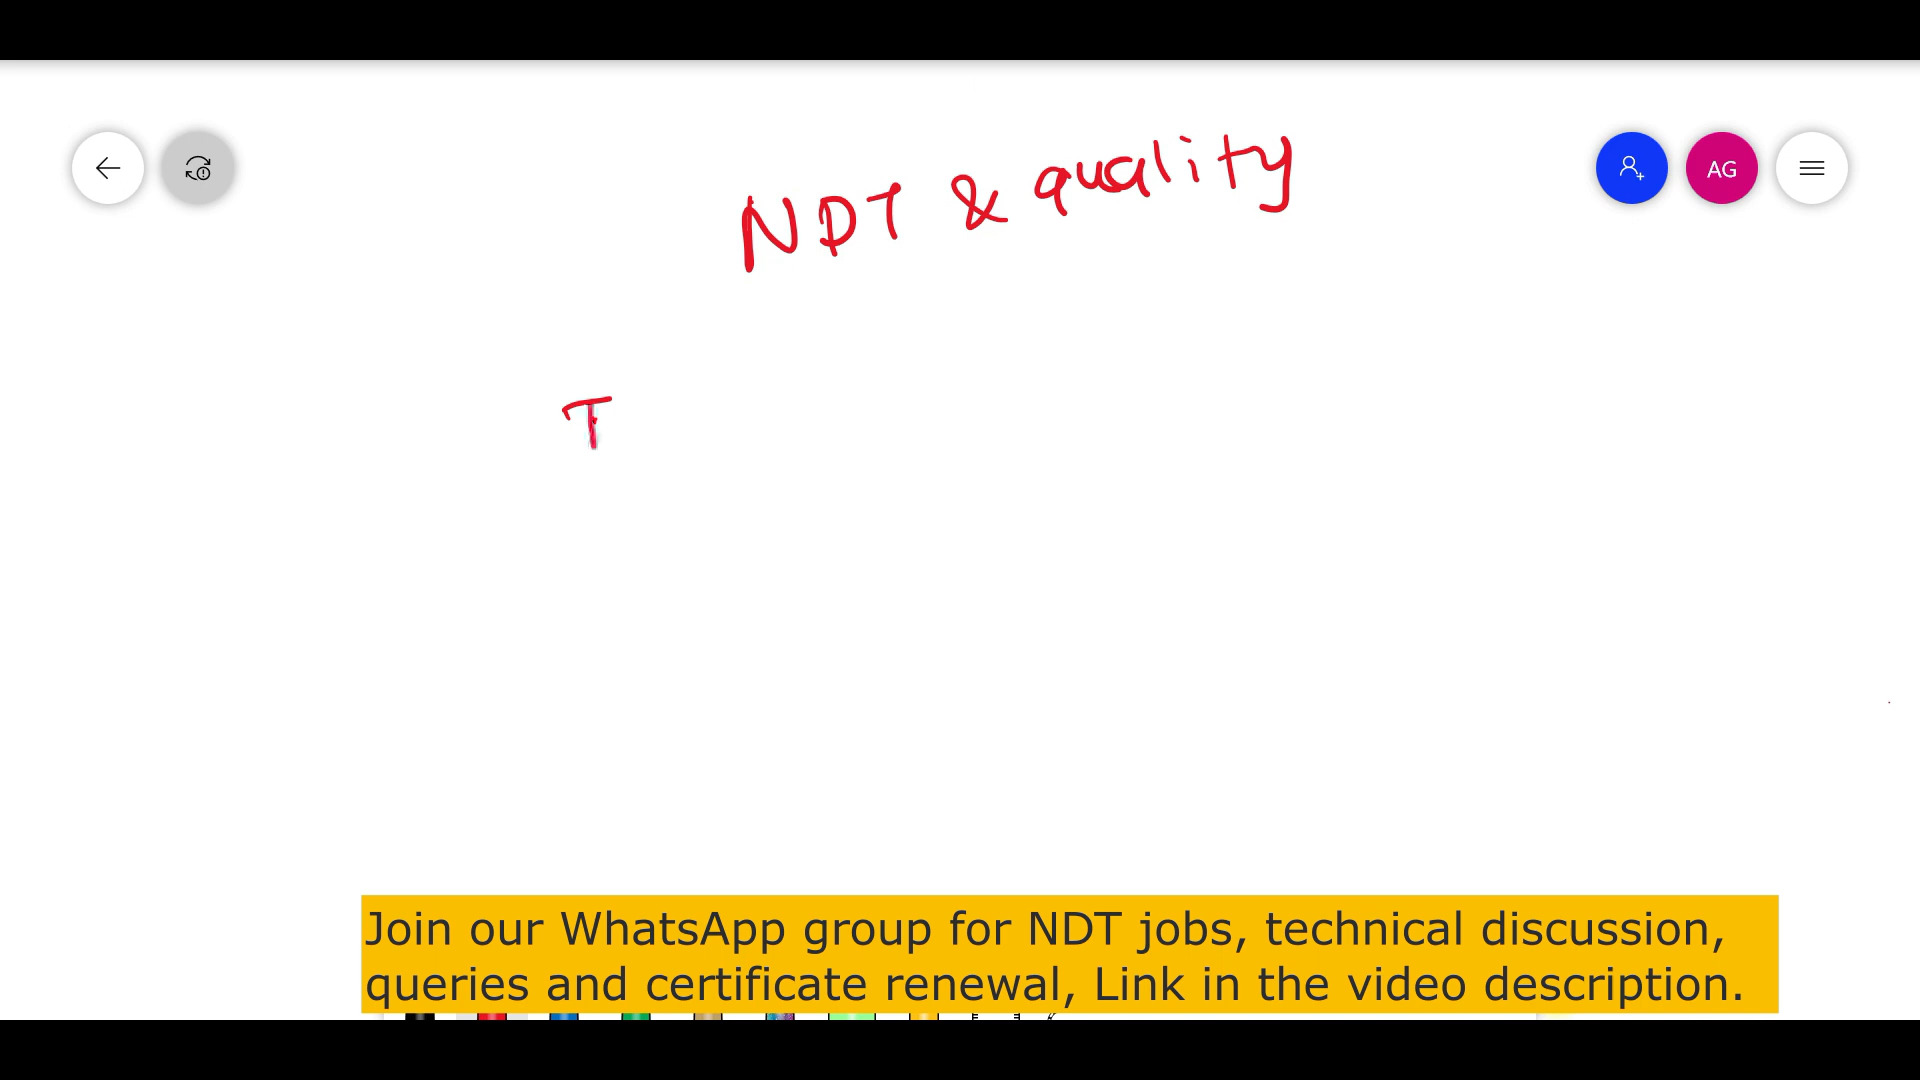 NDT & quality
AG
T
Join our WhatsApp group for NDT jobs, technical discussion,
queries and certificate renewal, Link in the video description.